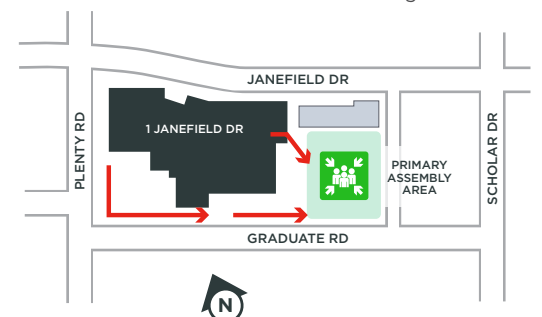 JANEFIELD DR
1 JANEFIELD DR
PLENTY RD
PRIMARY
ASSEMBLY
AREA
SCHOLAR DR
GRADUATE RD
N